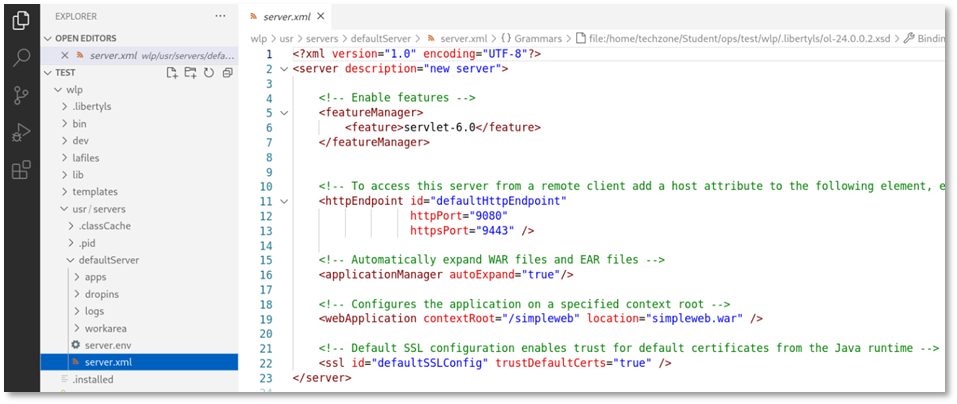 EXPLORER
OPEN EDITORS
server.xml wlp/usr/servers/defa...
TEST
wlp
.libertyls
bin
dev
lafiles
lib
templates
usr/servers
.classCache
.pid
defaultServer
apps
dropins
logs
workarea
server.env
server.xml
.installed
server.xml
wlp > usr > servers > defaultServer > server.xml > {} Grammars > file:/home/techzone/Student/ops/test/wlp/.libertyls/ol-24.0.0.2.xsd > Bindin
1 <?xml version="1.0" encoding="UTF-8"?>
2 <server description="new server">
3
4 <!-- Enable features -->
5 <featureManager>
6 <feature>servlet-6.0</feature>
7 </featureManager>
8
9
10 <!-- To access this server from a remote client add a host attribute to the following element, e
11 <httpEndpoint id="defaultHttpEndpoint"
12 httpPort="9080"
13 httpsPort="9443" />
14
15 <!-- Automatically expand WAR files and EAR files -->
16 <applicationManager autoExpand="true"/>
17
18 <!-- Configures the application on a specified context root -->
19 <webApplication contextRoot="/simpleweb" location="simpleweb.war" />
20
21 <!-- Default SSL configuration enables trust for default certificates from the Java runtime -->
22 <ssl id="defaultSSLConfig" trustDefaultCerts="true" />
23 </server>